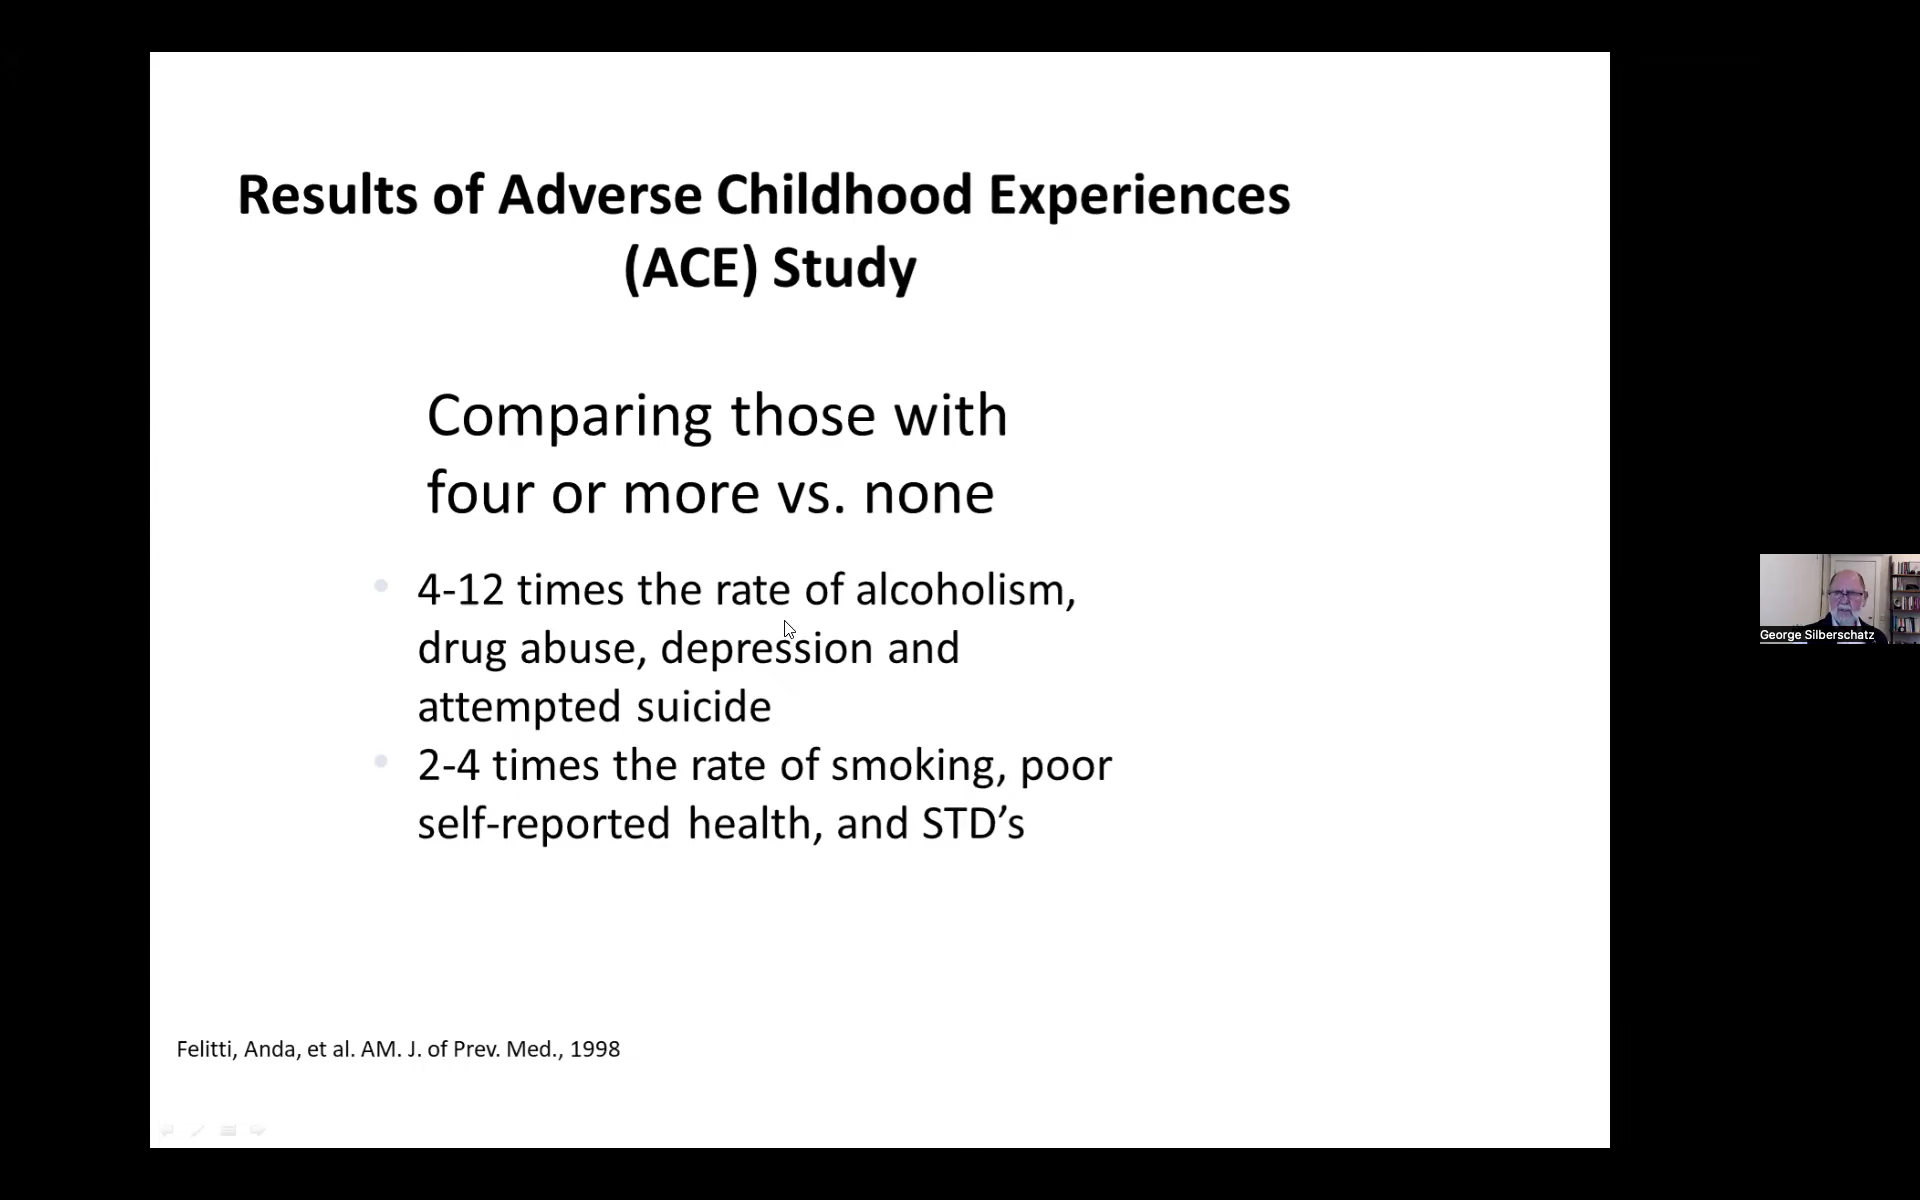 Results of Adverse Childhood Experiences
(ACE) Study
Comparing those with
four or more vs. none
4-12 times the rate of alcoholism,
drug abuse, depression and
attempted suicide
2-4 times the rate of smoking, poor
self-reported health, and STD’s
Felitti, Anda, et al. AM. J. of Prev. Med., 1998
George Silberschatz